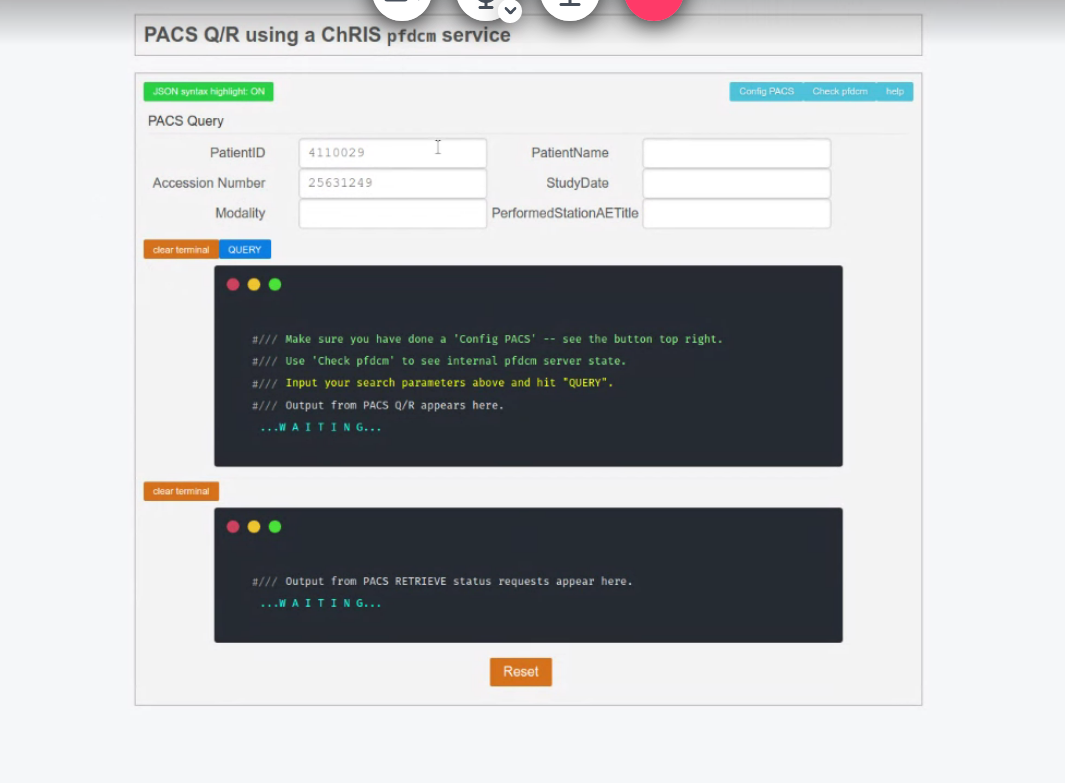 PACS Q/R using a ChRIS pfdcm service
JSON syntax highlight: ON
Config PACS Check pfdcm help
PACS Query
PatientID 4110029 PatientName
Accession Number 25631249 StudyDate
Modality PerformedStationAETitle
clear terminal QUERY
#/// Make sure you have done a 'Config PACS' -- see the button top right.
#/// Use 'Check pfdcm' to see internal pfdcm server state.
#/// Input your search parameters above and hit "QUERY".
#/// Output from PACS Q/R appears here.
...W A I T I N G...
clear terminal
#/// Output from PACS RETRIEVE status requests appear here.
...W A I T I N G...
Reset